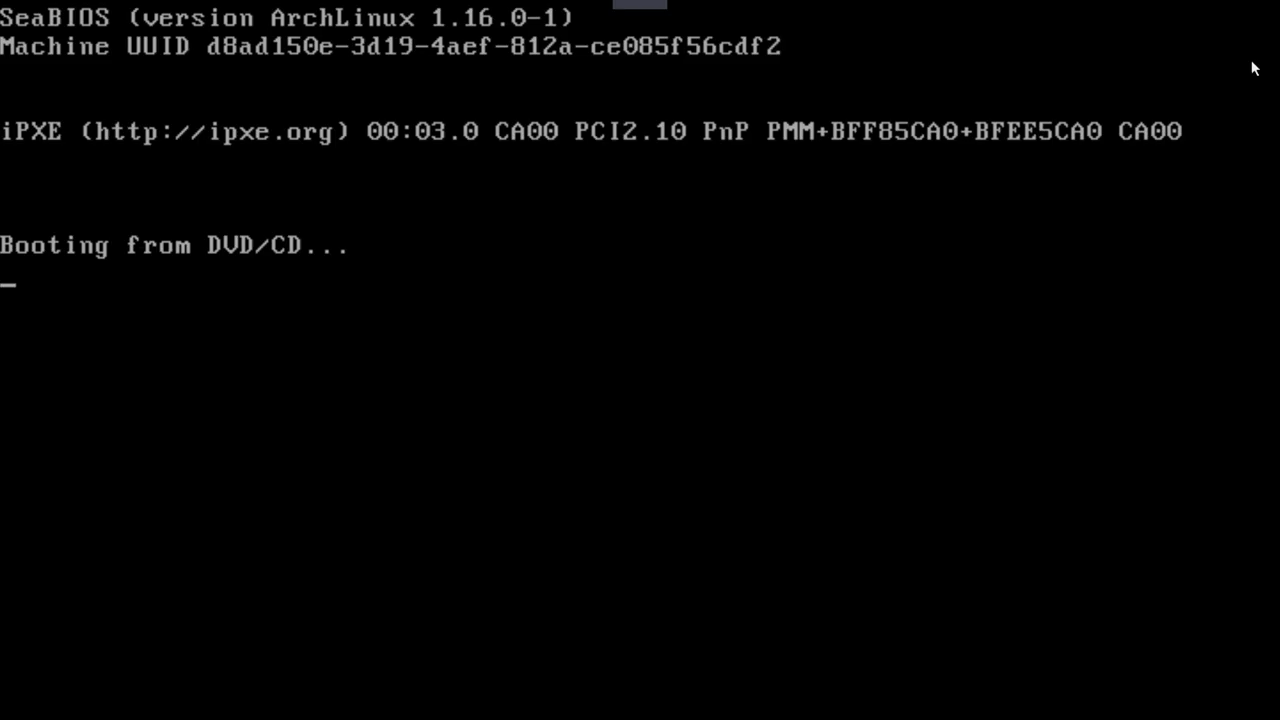 SeaBIOS (version ArchLinux 1.16.0-1)
Machine UUID d8ad150e-3d19-4aef-812a-ce085f56cdf2
iPXE (http://ipxe.org) 00:03.0 CA00 PCI2.10 PnP PMM+BFF85CA0+BFEE5CA0 CA00
Booting from DVD/CD...